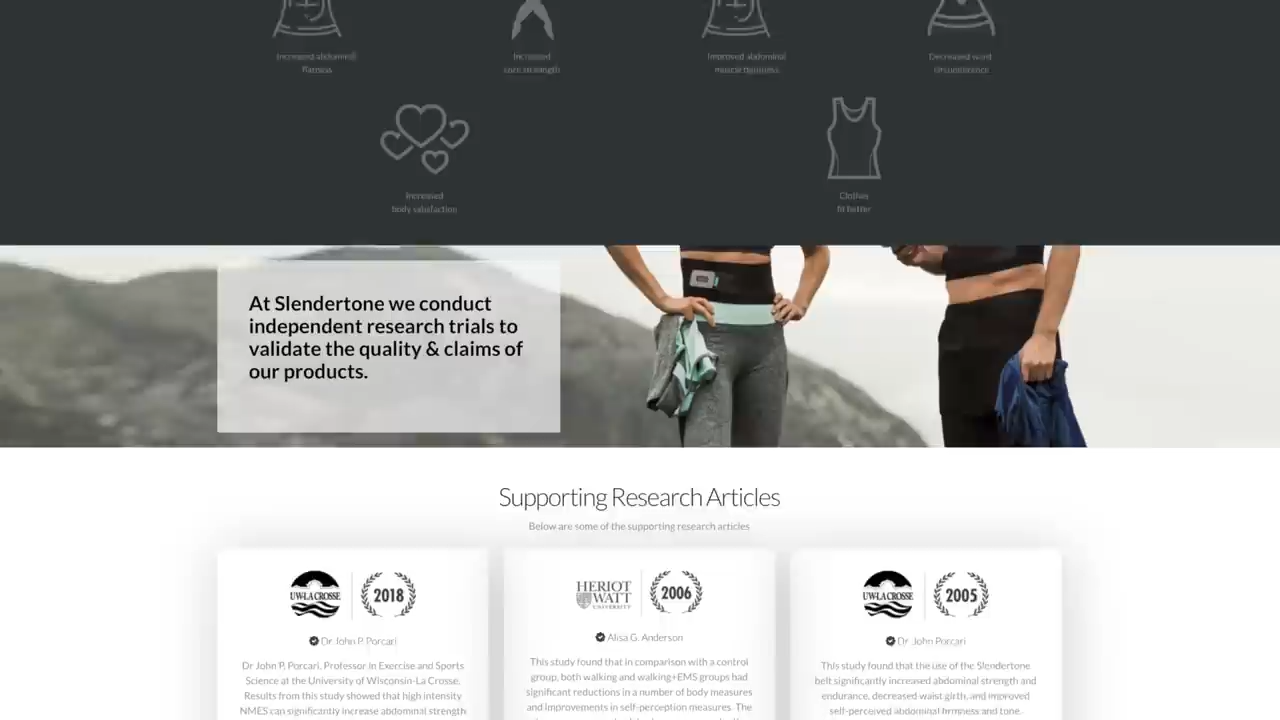 Increased abdominal
flatness
Increased
core strength
Improved abdominal
muscle tightness
Decreased waist
circumference
Increased
body satisfaction
Clothes
fit better
At Slendertone we conduct
independent research trials to
validate the quality & claims of
our products.
Supporting Research Articles
Below are some of the supporting research articles
UW-LA CROSSE
2018
Dr John P. Porcari
Dr John P. Porcari, Professor in Exercise and Sports
Science at the University of Wisconsin-La Crosse.
Results from this study showed that high intensity
NMES can significantly increase abdominal strength
HERIOT
WATT
UNIVERSITY
2006
Alisa G. Anderson
This study found that in comparison with a control
group, both walking and walking+EMS groups had
significant reductions in a number of body measures
and improvements in self-perception measures. The
UW-LA CROSSE
2005
Dr. John Porcari
This study found that the use of the Slendertone
belt significantly increased abdominal strength and
endurance, decreased waist girth, and improved
self-perceived abdominal firmness and tone.